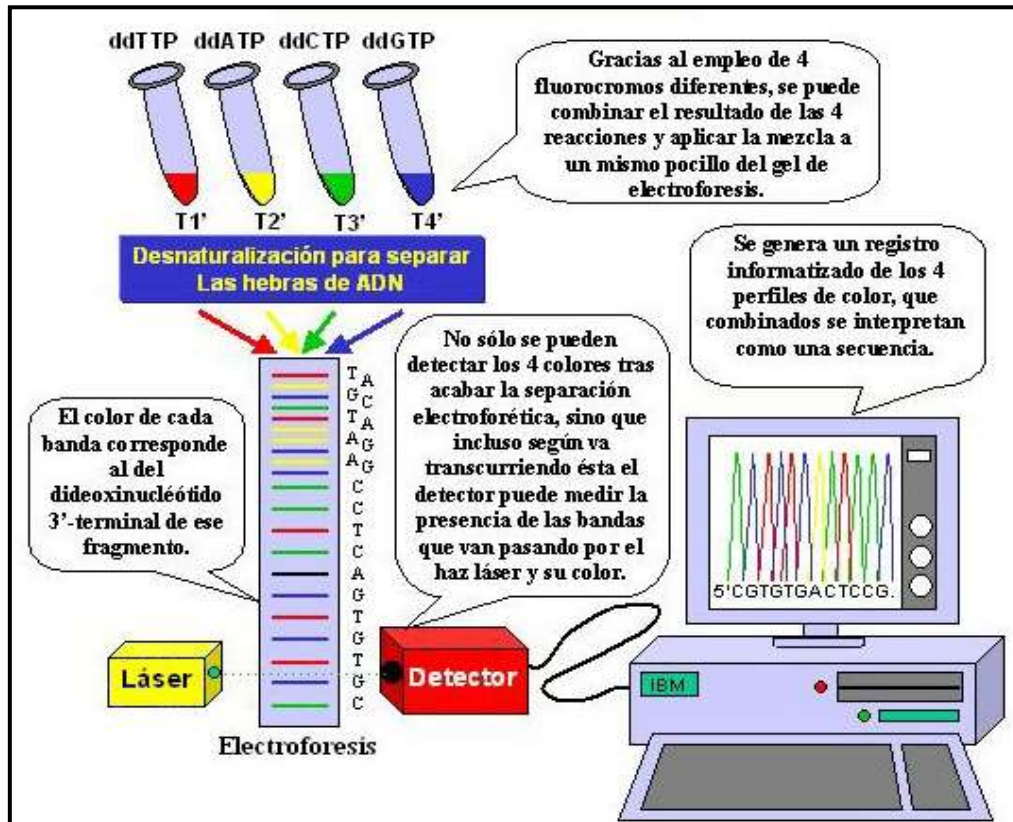 ddTTP ddATP ddCTP ddGTP
T1' T2' T3' T4'
Gracias al empleo de 4
fluorocromos diferentes, se puede
combinar el resultado de las 4
reacciones y aplicar la mezcla a
un mismo pocillo del gel de
electroforesis.
Desnaturalización para separar
Las hebras de ADN
Se genera un registro
informatizado de los 4
perfiles de color, que
combinados se interpretan
como una secuencia.
No sólo se pueden
detectar los 4 colores tras
acabar la separación
electroforética, sino que
incluso según va
transcurriendo ésta el
detector puede medir la
presencia de las bandas
que van pasando por el
haz láser y su color.
El color de cada
banda corresponde
al del
dideoxinucléótido
3'-terminal de ese
fragmento.
T
A
G
C
T
A
A
G
A
G
C
C
T
C
A
G
T
G
T
G
C
Láser
Detector
Electroforesis
5'CGTGTGACTCCG.
IBM